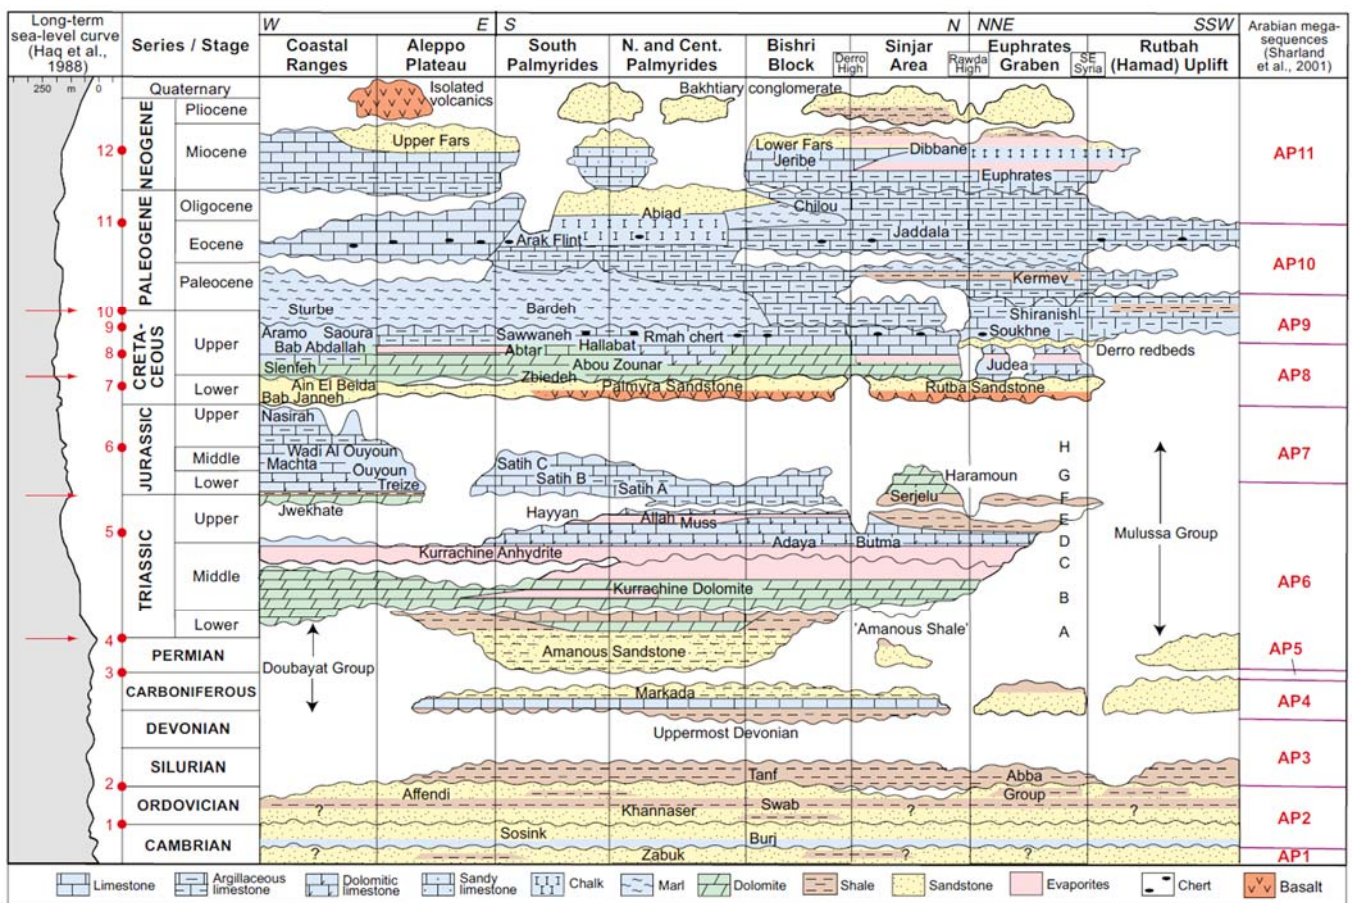 Long-term
sea-level curve
(Haq et al.,
1988)
250 m 0
Series / Stage
W E S N NNE SSW
Coastal
Ranges
Aleppo
Plateau
South
Palmyrides
N. and Cent.
Palmyrides
Bishri
Block
Derro
High
Sinjar
Area
Rawda
High
Euphrates
Graben
SE
Syria
Rutbah
(Hamad) Uplift
Arabian mega-
sequences
(Sharland
et al., 2001)
NEOGENE
PALEOGENE
CRETA-
CEOUS
JURASSIC
TRIASSIC
Quaternary
Pliocene
Miocene
Oligocene
Eocene
Paleocene
Upper
Lower
Upper
Middle
Lower
Upper
Middle
Lower
PERMIAN
CARBONIFEROUS
DEVONIAN
SILURIAN
ORDOVICIAN
CAMBRIAN
12
11
10
9
8
7
6
5
4
3
2
1
Isolated
volcanics
Bakhtiary conglomerate
Upper Fars
Lower Fars
Jeribe
Dibbane
Euphrates
Abiad
Chilou
Arak Flint
Jaddala
Kermev
Sturbe
Bardeh
Shiranish
Aramo Saoura
Bab Abdallah
Slenfeh
Sawwaneh
Hallabat
Rmah chert
Soukhne
Abtar
Abou Zounar
Derro redbeds
Judea
Zbiedeh
Ain El Beida
Bab Janneh
Palmyra Sandstone
Rutba Sandstone
Nasirah
Wadi Al Ouyoun
Machta
Ouyoun
Treize
Satih C
Satih B
Satih A
Haramoun
Serjelu
Jwekhate
Hayyan
Allah
Muss
Adaya
Butma
Kurrachine Anhydrite
Kurrachine Dolomite
H
G
F
E
D
C
B
A
Mulussa Group
'Amanous Shale'
Amanous Sandstone
Doubayat Group
Markada
Uppermost Devonian
Tanf
Abba
Group
Affendi
Swab
Khannaser
? ? ?
Sosink
Burj
Zabuk
? ? ?
AP11
AP10
AP9
AP8
AP7
AP6
AP5
AP4
AP3
AP2
AP1
Limestone
Argillaceous
limestone
Dolomitic
limestone
Sandy
limestone
Chalk
Marl
Dolomite
Shale
Sandstone
Evaporites
Chert
Basalt